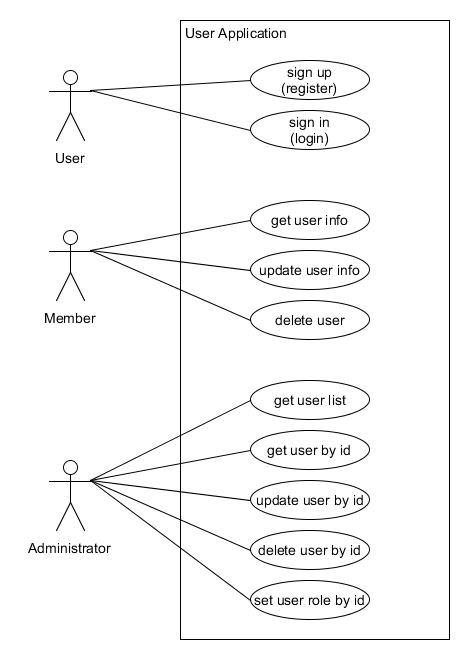 User Application
sign up
(register)
sign in
(login)
User
get user info
update user info
delete user
Member
get user list
get user by id
update user by id
delete user by id
set user role by id
Administrator